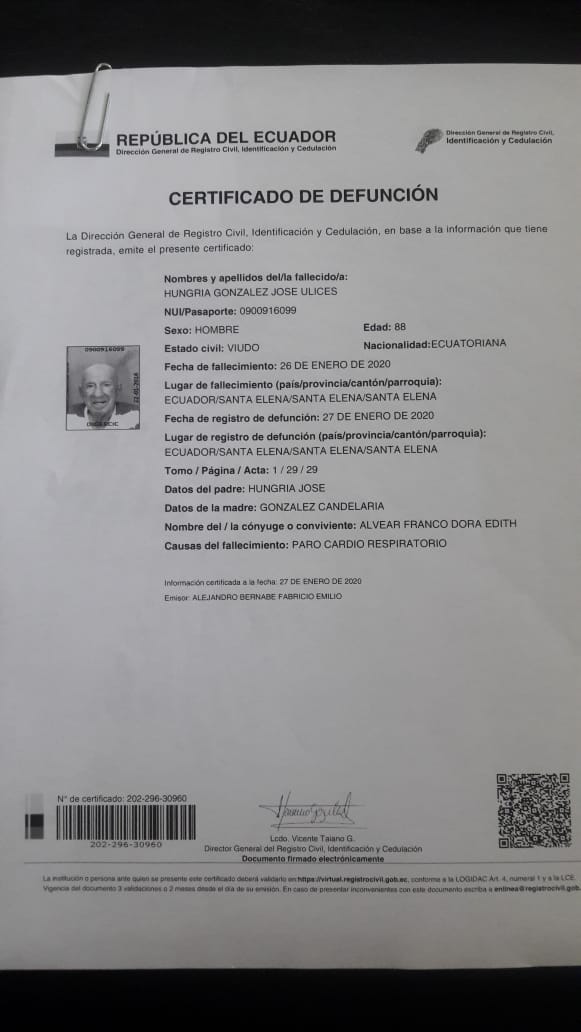 REPÚBLICA DEL ECUADOR
Dirección General de Registro Civil, Identificación y Cedulación
Dirección General de Registro Civil,
Identificación y Cedulación
CERTIFICADO DE DEFUNCIÓN
La Dirección General de Registro Civil, Identificación y Cedulación, en base a la información que tiene
registrada, emite el presente certificado:
Nombres y apellidos del/la fallecido/a:
HUNGRIA GONZALEZ JOSE ULICES
NUI/Pasaporte: 0900916099
Sexo: HOMBRE Edad: 88
Estado civil: VIUDO Nacionalidad:ECUATORIANA
Fecha de fallecimiento: 26 DE ENERO DE 2020
Lugar de fallecimiento (país/provincia/cantón/parroquia):
ECUADOR/SANTA ELENA/SANTA ELENA/SANTA ELENA
Fecha de registro de defunción: 27 DE ENERO DE 2020
Lugar de registro de defunción (país/provincia/cantón/parroquia):
ECUADOR/SANTA ELENA/SANTA ELENA/SANTA ELENA
Tomo / Página / Acta: 1 / 29 / 29
Datos del padre: HUNGRIA JOSE
Datos de la madre: GONZALEZ CANDELARIA
Nombre del / la cónyuge o conviviente: ALVEAR FRANCO DORA EDITH
Causas del fallecimiento: PARO CARDIO RESPIRATORIO
0900916099
Información certificada a la fecha: 27 DE ENERO DE 2020
Emisor: ALEJANDRO BERNABE FABRICIO EMILIO
N° de certificado: 202-296-30960
202-296-30960
Lcdo. Vicente Taiano G.
Director General del Registro Civil, Identificación y Cedulación
Documento firmado electrónicamente
La institución o persona ante quien se presente este certificado deberá validarlo en:https://virtual.registrocivil.gob.ec, conforme a la LOGIDAC Art. 4, numeral 1 y a la LCE.
Vigencia del documento 3 validaciones o 2 meses desde el día de su emisión. En caso de presentar inconvenientes con este documento escriba a enlinea@registrocivil.gob.